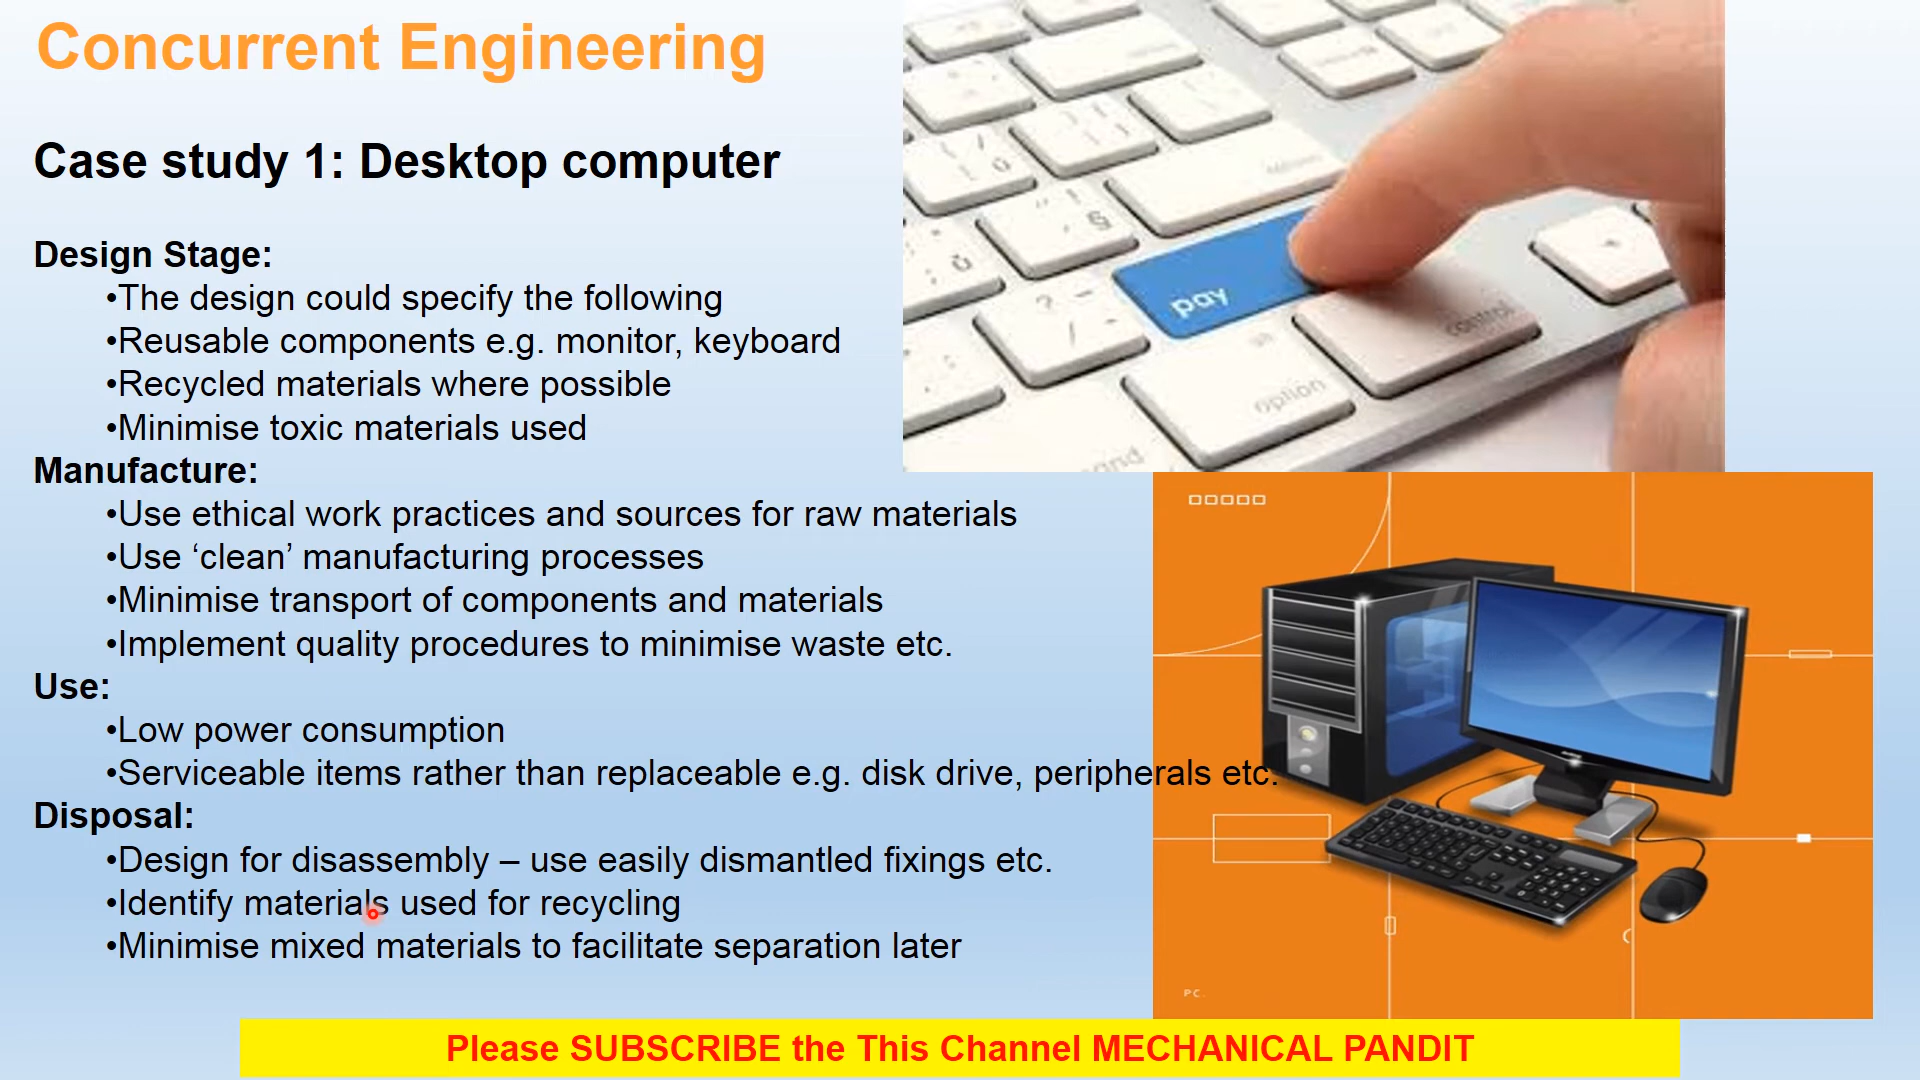 Concurrent Engineering
Case study 1: Desktop computer
Design Stage:
•The design could specify the following
•Reusable components e.g. monitor, keyboard
•Recycled materials where possible
•Minimise toxic materials used
Manufacture:
•Use ethical work practices and sources for raw materials
•Use ‘clean’ manufacturing processes
•Minimise transport of components and materials
•Implement quality procedures to minimise waste etc.
Use:
•Low power consumption
•Serviceable items rather than replaceable e.g. disk drive, peripherals etc.
Disposal:
•Design for disassembly – use easily dismantled fixings etc.
•Identify materials used for recycling
•Minimise mixed materials to facilitate separation later
pay
control
option
PC.
Please SUBSCRIBE the This Channel MECHANICAL PANDIT